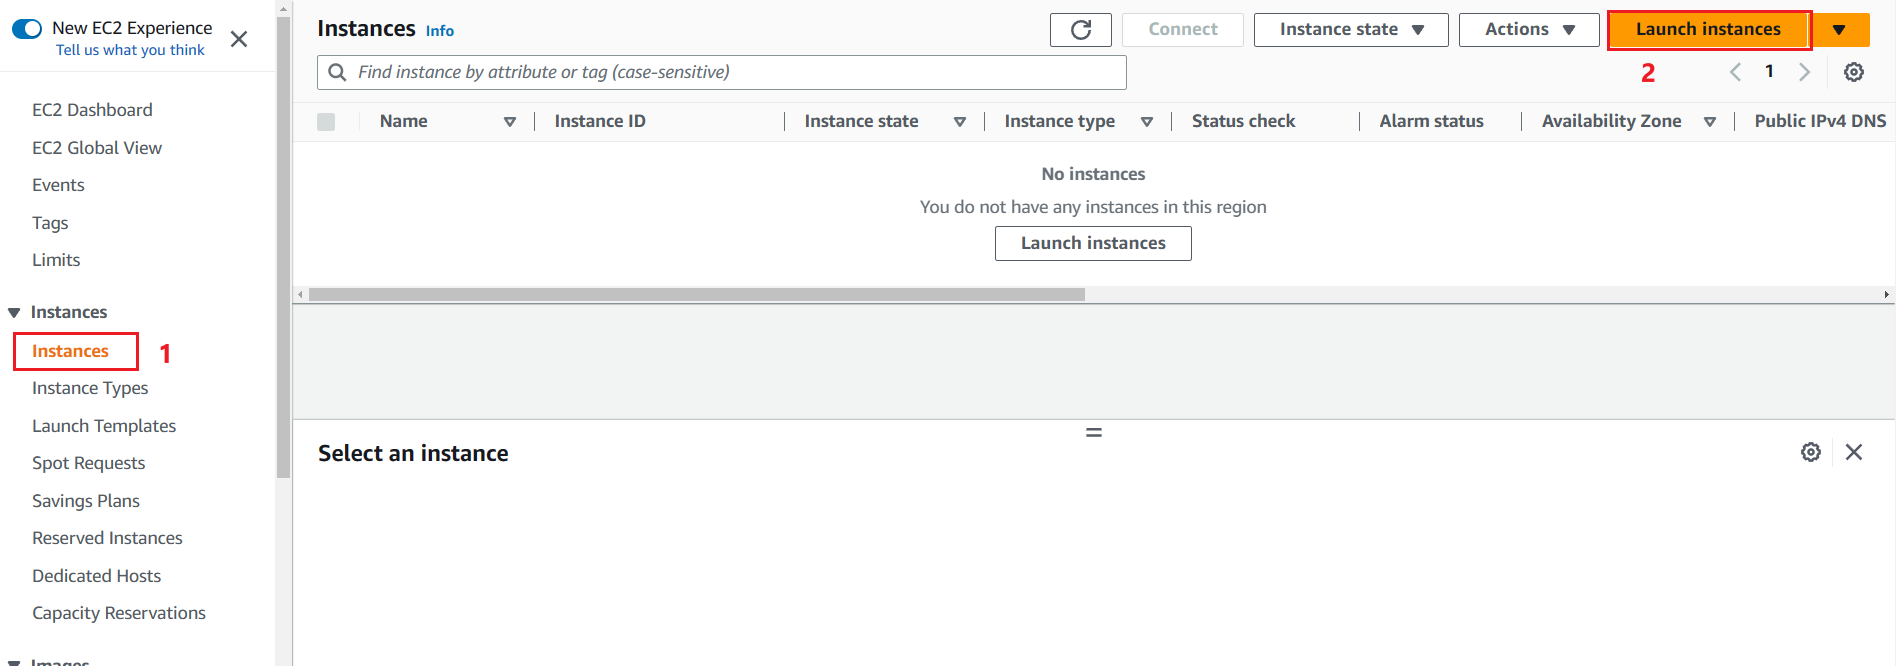 New EC2 Experience
Tell us what you think
EC2 Dashboard
EC2 Global View
Events
Tags
Limits
Instances
Instances 1
Instance Types
Launch Templates
Spot Requests
Savings Plans
Reserved Instances
Dedicated Hosts
Capacity Reservations
Images
Instances Info Connect Instance state Actions Launch instances
Find instance by attribute or tag (case-sensitive) 2 1
Name Instance ID Instance state Instance type Status check Alarm status Availability Zone Public IPv4 DNS
No instances
You do not have any instances in this region
Launch instances
Select an instance